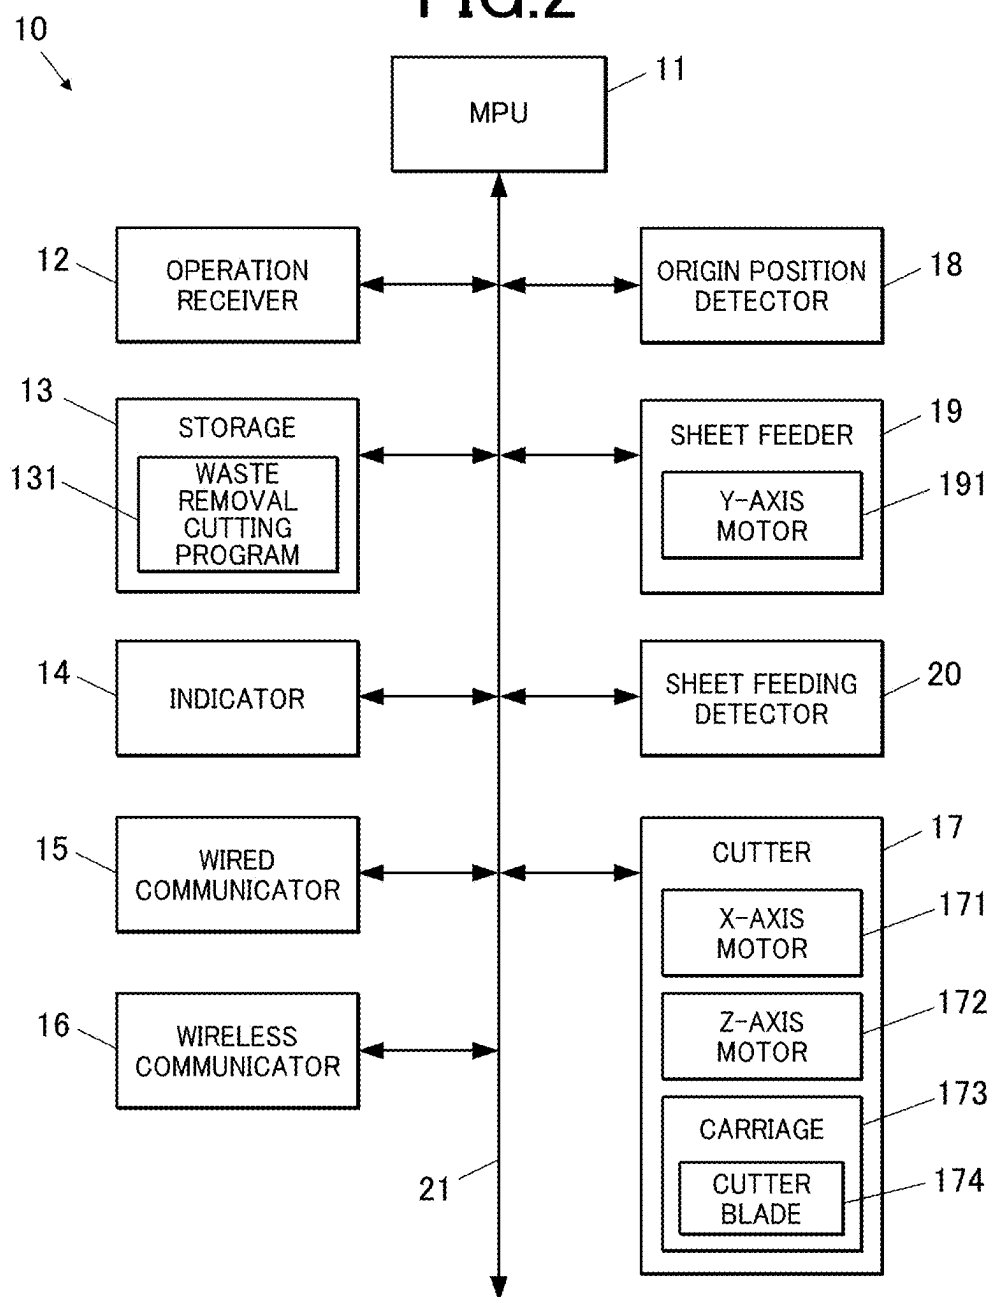 FIG.2
10
MPU
11
12
OPERATION
RECEIVER
ORIGIN POSITION
DETECTOR
18
13
STORAGE
131
WASTE
REMOVAL
CUTTING
PROGRAM
SHEET FEEDER
19
Y-AXIS
MOTOR
191
14
INDICATOR
SHEET FEEDING
DETECTOR
20
15
WIRED
COMMUNICATOR
CUTTER
17
X-AXIS
MOTOR
171
16
WIRELESS
COMMUNICATOR
Z-AXIS
MOTOR
172
CARRIAGE
173
CUTTER
BLADE
174
21